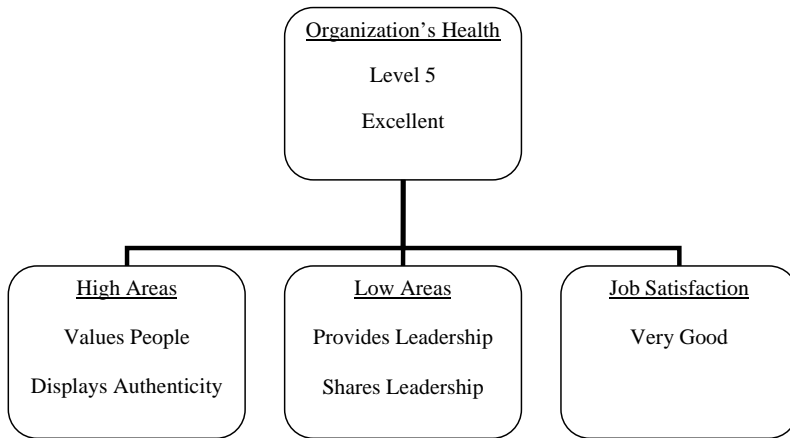 Organization’s Health
Level 5
Excellent
High Areas
Values People
Displays Authenticity
Low Areas
Provides Leadership
Shares Leadership
Job Satisfaction
Very Good